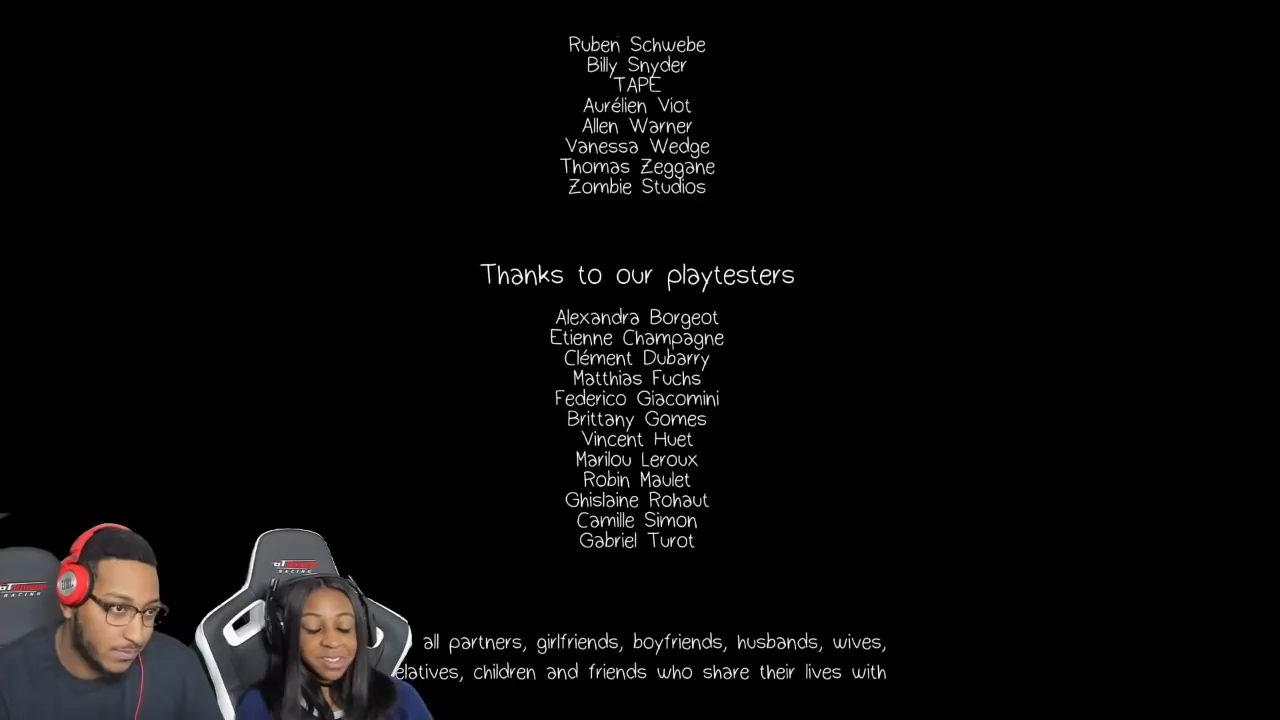 Ruben Schwebe
Billy Snyder
TAPE
Aurélien Viot
Allen Warner
Vanessa Wedge
Thomas Zeggane
Zombie Studios
Thanks to our playtesters
Alexandra Borgeot
Etienne Champagne
Clément Dubarry
Matthias Fuchs
Federico Giacomini
Brittany Gomes
Vincent Huet
Marilou Leroux
Robin Maulet
Ghislaine Rohaut
Camille Simon
Gabriel Turot
all partners, girlfriends, boyfriends, husbands, wives,
elatives, children and friends who share their lives with
RACING
RACING